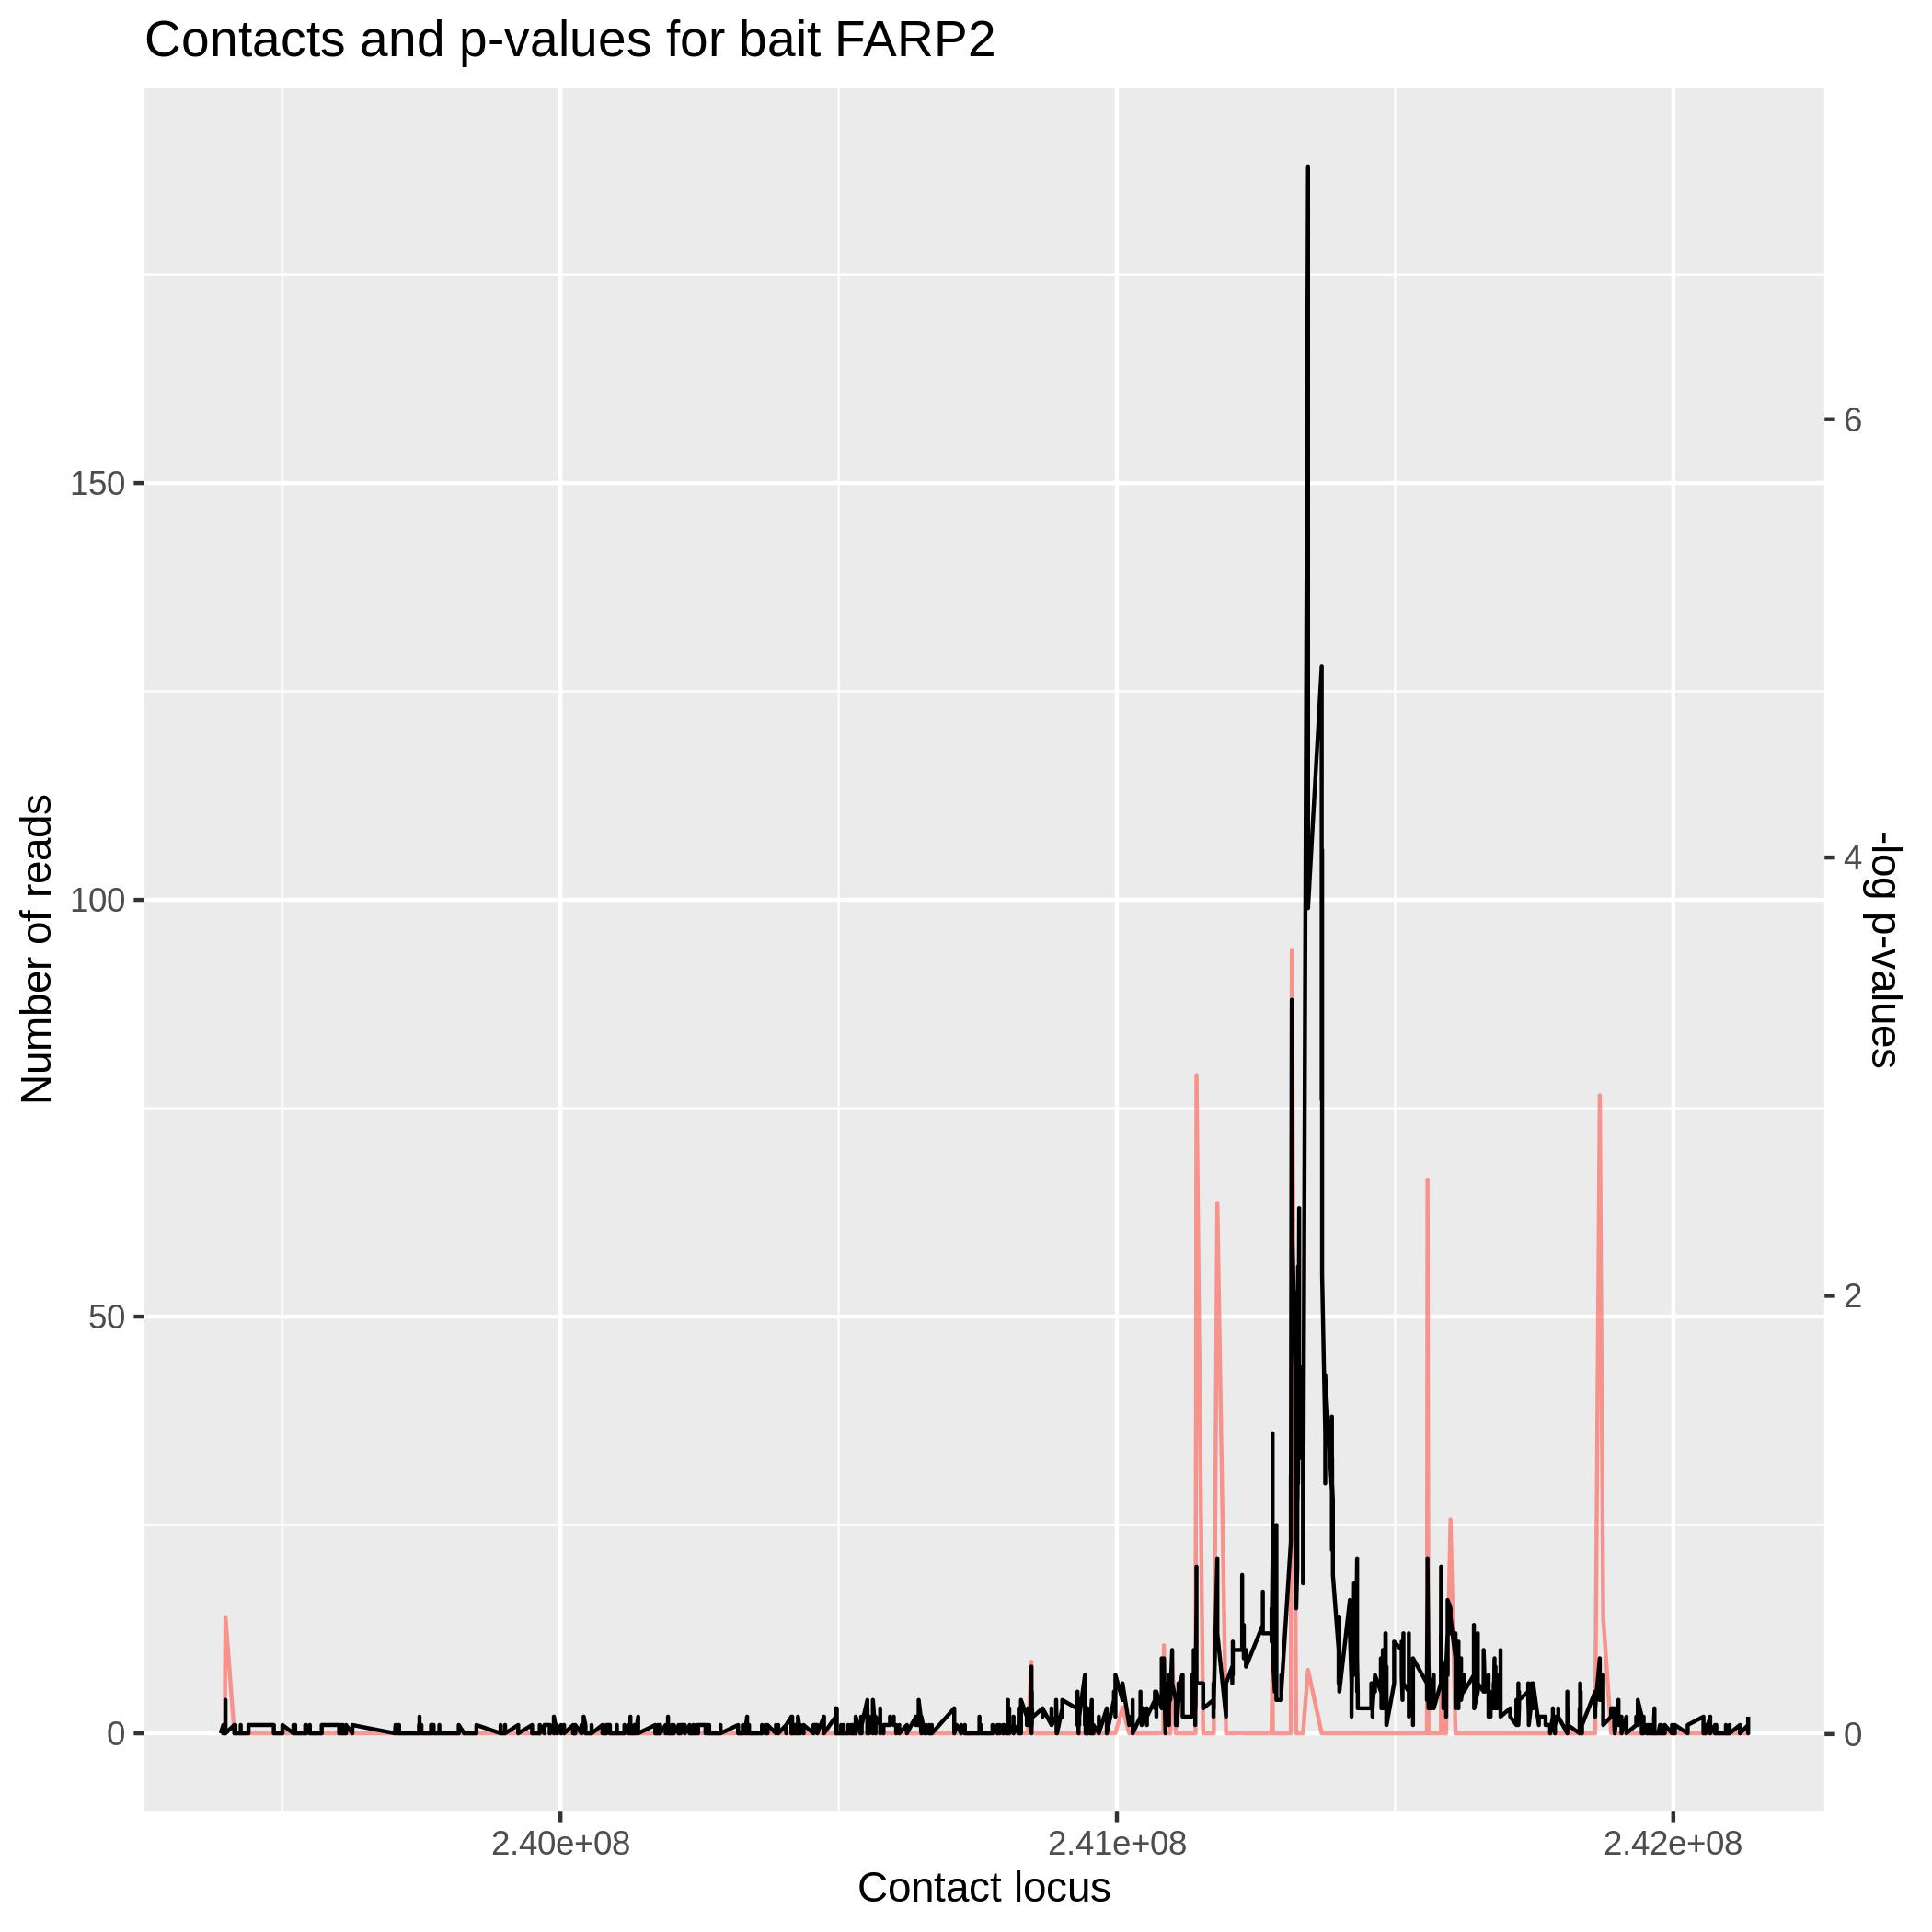 Contacts and p-values for bait FARP2
Number of reads
150
100
50
0
6
4
2
0
-log p-values
2.40e+08
2.41e+08
2.42e+08
Contact locus